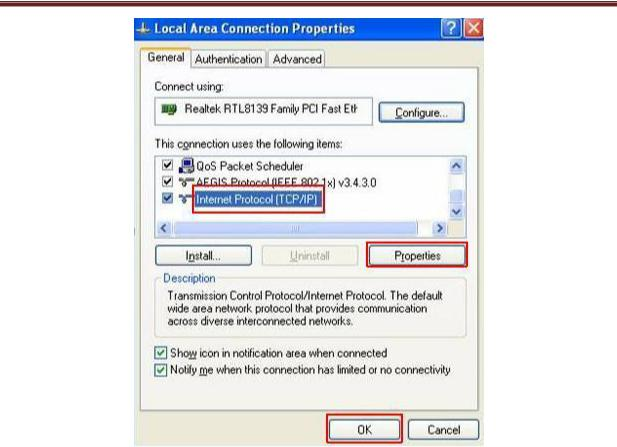 Local Area Connection Properties
General Authentication Advanced
Connect using:
Realtek RTL8139 Family PCI Fast Eth
Configure...
This connection uses the following items:
QoS Packet Scheduler
AEGIS Protocol (IEEE 802.1x) v3.4.3.0
Internet Protocol (TCP/IP)
Install... Uninstall Properties
Description
Transmission Control Protocol/Internet Protocol. The default
wide area network protocol that provides communication
across diverse interconnected networks.
Show icon in notification area when connected
Notify me when this connection has limited or no connectivity
OK Cancel